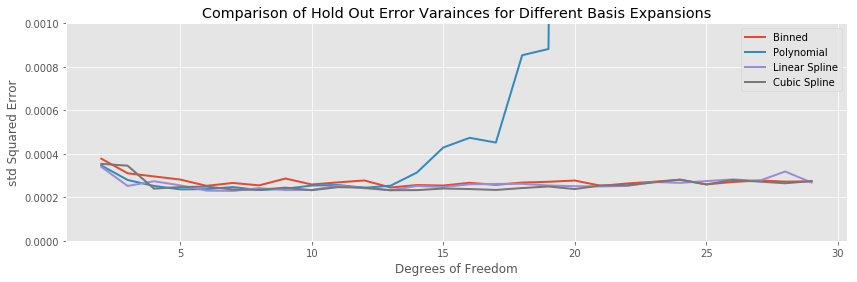 Comparison of Hold Out Error Varainces for Different Basis Expansions
std Squared Error
0.0010
0.0008
0.0006
0.0004
0.0002
0.0000
Binned
Polynomial
Linear Spline
Cubic Spline
5
10
15
20
25
30
Degrees of Freedom